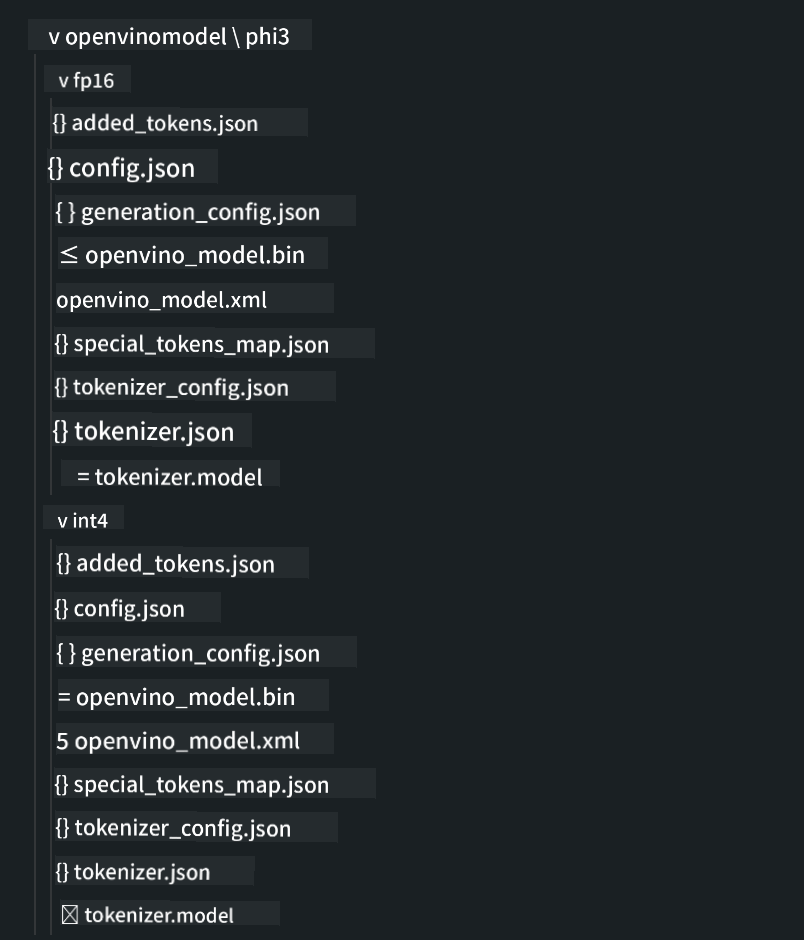 v openvinomodel \ phi3
v fp16
{} added_tokens.json
{} config.json
{ } generation_config.json
≤ openvino_model.bin
openvino_model.xml
{} special_tokens_map.json
{} tokenizer_config.json
{} tokenizer.json
= tokenizer.model
v int4
{} added_tokens.json
{} config.json
{ } generation_config.json
= openvino_model.bin
5 openvino_model.xml
{} special_tokens_map.json
{} tokenizer_config.json
{} tokenizer.json
tokenizer.model